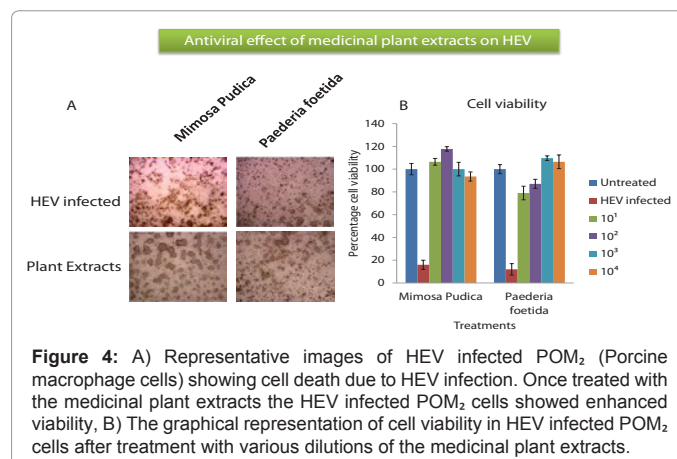 Antiviral effect of medicinal plant extracts on HEV
A
Mimosa Pudica
Paederia foetida
HEV infected
Plant Extracts
B
Cell viability
Percentage cell viability
140
120
100
80
60
40
20
0
Mimosa Pudica
Paederia
foetida
Treatments
Untreated
HEV infected
10¹
10²
10³
10⁴
Figure 4: A) Representative images of HEV infected POM₂ (Porcine
macrophage cells) showing cell death due to HEV infection. Once treated with
the medicinal plant extracts the HEV infected POM₂ cells showed enhanced
viability, B) The graphical representation of cell viability in HEV infected POM₂
cells after treatment with various dilutions of the medicinal plant extracts.